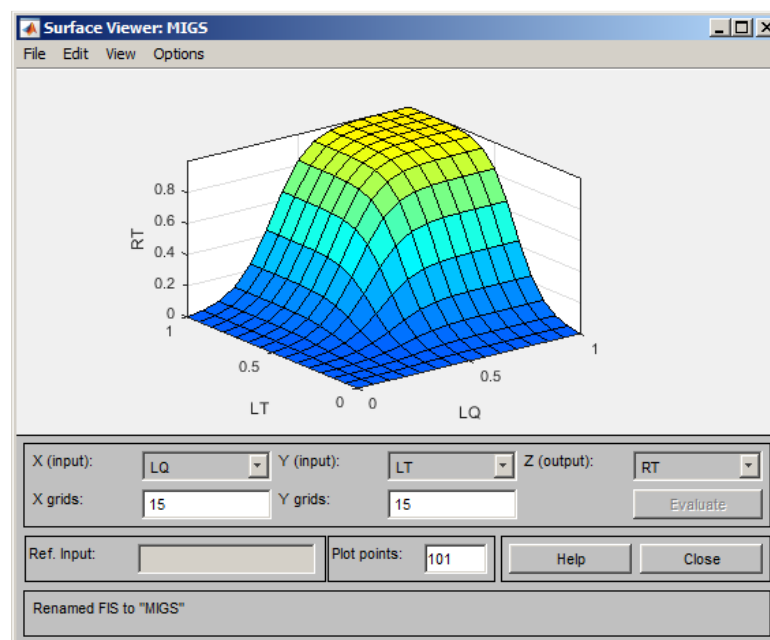 Surface Viewer: MIGS
File Edit View Options
0.8
0.6
0.4
0.2
0
RT
1
0.5
0
LT
0
0.5
1
LQ
X (input): LQ Y (input): LT Z (output): RT
X grids: 15 Y grids: 15 Evaluate
Ref. Input: Plot points: 101 Help Close
Renamed FIS to "MIGS"